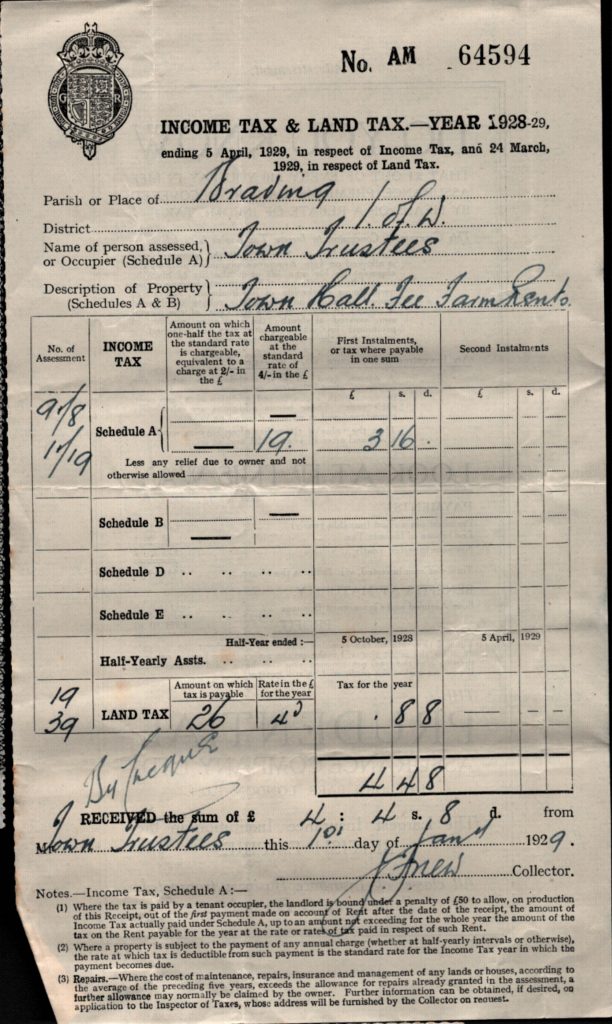 No. AM 64594
G R
INCOME TAX & LAND TAX.—YEAR 1928-29,
ending 5 April, 1929, in respect of Income Tax, and 24 March,
1929, in respect of Land Tax.
Parish or Place of Brading
District I. of W.
Name of person assessed, or Occupier (Schedule A) Town Trustees
Description of Property (Schedules A & B) Town Hall. Fee Farm Rents.
No. of Assessment
INCOME TAX
Amount on which one-half the tax at the standard rate is chargeable, equivalent to a charge at 2/- in the £
Amount chargeable at the standard rate of 4/- in the £
First Instalments, or tax where payable in one sum
Second Instalments
£ s. d. £ s. d.
Schedule A — — 19. 3 16 .
Less any relief due to owner and not
otherwise allowed
Schedule B — —
Schedule D .. .. .. ..
Schedule E .. .. .. ..
Half-Year ended :— 5 October, 1928 5 April, 1929
Half-Yearly Assts. .. .. ..
Amount on which tax is payable Rate in the £ for the year Tax for the year
19
39 LAND TAX 26 4d . 8 8 — — —
4 4 8
By Cheque
RECEIVED the sum of £ 4 : 4 s. 8 d. from
M Town Trustees this 1st day of Jany 1929.
Collector.
Notes.—Income Tax, Schedule A:—
(1) Where the tax is paid by a tenant occupier, the landlord is bound under a penalty of £50 to allow, on production
of this Receipt, out of the first payment made on account of Rent after the date of the receipt, the amount of
Income Tax actually paid under Schedule A, up to an amount not exceeding for the whole year the amount of the
tax on the Rent payable for the year at the rate or rates of tax paid in respect of such Rent.
(2) Where a property is subject to the payment of any annual charge (whether at half-yearly intervals or otherwise),
the rate at which tax is deductible from such payment is the standard rate for the Income Tax year in which the
payment becomes due.
(3) Repairs.—Where the cost of maintenance, repairs, insurance and management of any lands or houses, according to
the average of the preceding five years, exceeds the allowance for repairs already granted in the assessment, a
further allowance may normally be claimed by the owner. Further information can be obtained, if desired, on
application to the Inspector of Taxes, whose address will be furnished by the Collector on request.